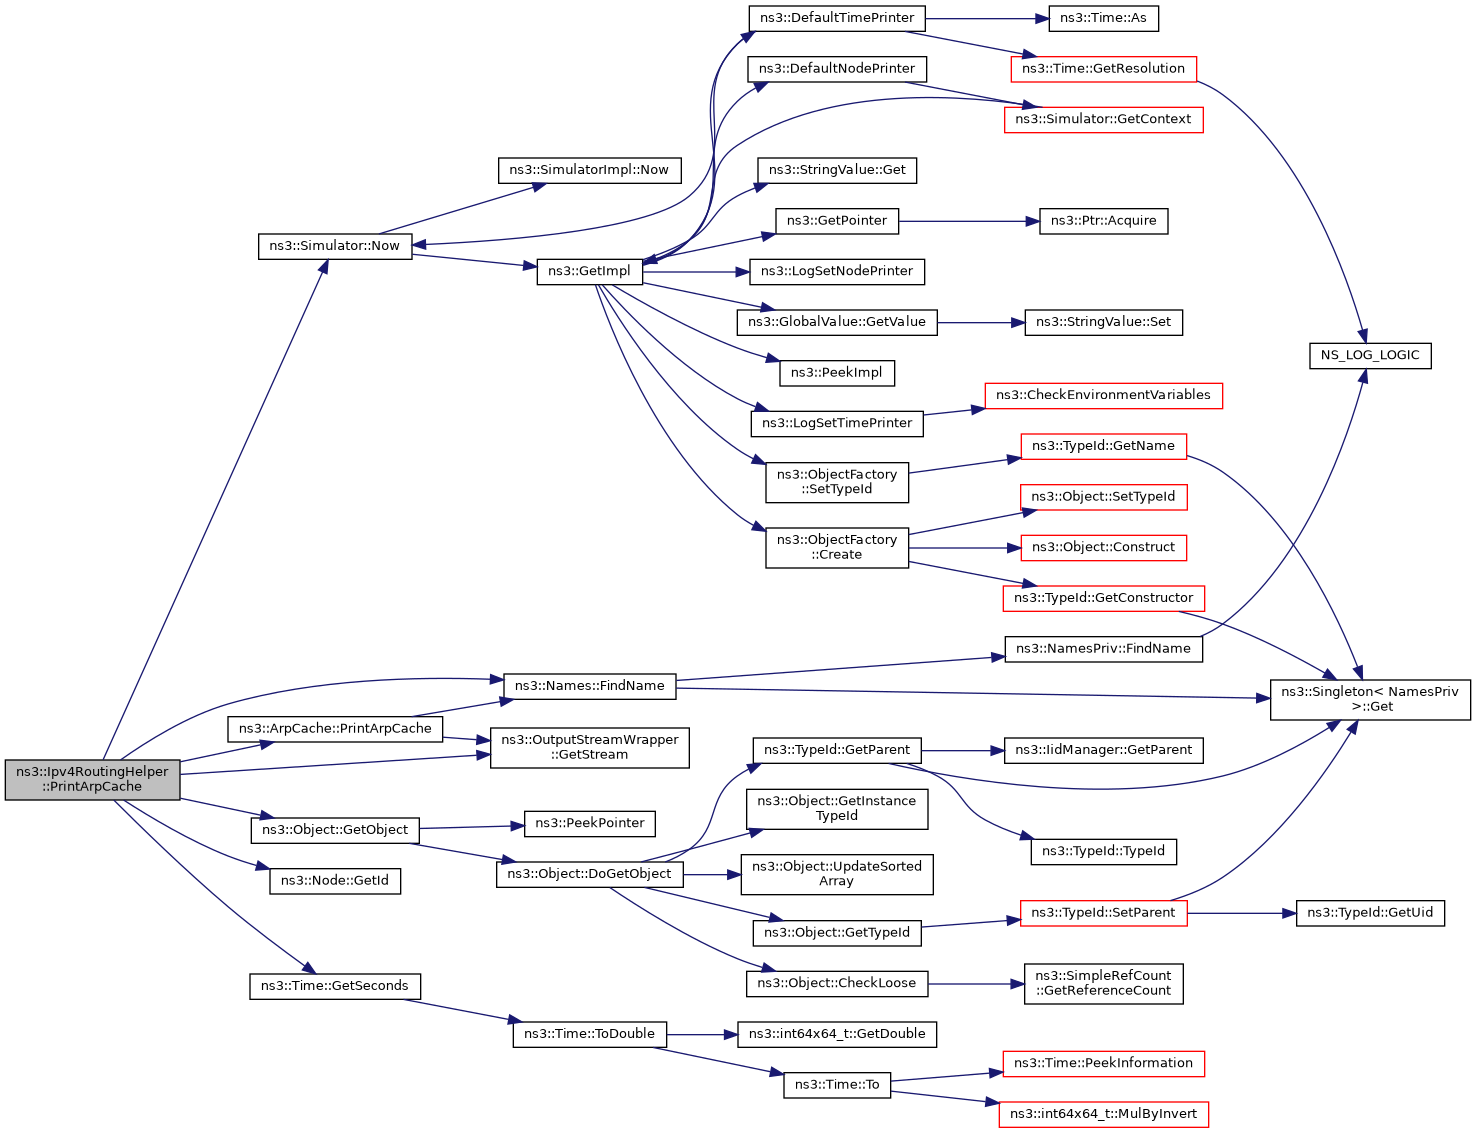 ns3::DefaultTimePrinter
ns3::Time::As
ns3::DefaultNodePrinter
ns3::Time::GetResolution
ns3::Simulator::GetContext
ns3::SimulatorImpl::Now
ns3::StringValue::Get
ns3::GetPointer
ns3::Ptr::Acquire
ns3::Simulator::Now
ns3::GetImpl
ns3::LogSetNodePrinter
ns3::GlobalValue::GetValue
ns3::StringValue::Set
NS_LOG_LOGIC
ns3::PeekImpl
ns3::CheckEnvironmentVariables
ns3::LogSetTimePrinter
ns3::TypeId::GetName
ns3::ObjectFactory
::SetTypeId
ns3::Object::SetTypeId
ns3::ObjectFactory
::Create
ns3::Object::Construct
ns3::TypeId::GetConstructor
ns3::NamesPriv::FindName
ns3::Names::FindName
ns3::Singleton< NamesPriv
>::Get
ns3::ArpCache::PrintArpCache
ns3::OutputStreamWrapper
::GetStream
ns3::TypeId::GetParent
ns3::IidManager::GetParent
ns3::Ipv4RoutingHelper
::PrintArpCache
ns3::Object::GetInstance
TypeId
ns3::Object::GetObject
ns3::PeekPointer
ns3::TypeId::TypeId
ns3::Node::GetId
ns3::Object::DoGetObject
ns3::Object::UpdateSorted
Array
ns3::Object::GetTypeId
ns3::TypeId::SetParent
ns3::TypeId::GetUid
ns3::Time::GetSeconds
ns3::Object::CheckLoose
ns3::SimpleRefCount
::GetReferenceCount
ns3::Time::ToDouble
ns3::int64x64_t::GetDouble
ns3::Time::PeekInformation
ns3::Time::To
ns3::int64x64_t::MulByInvert